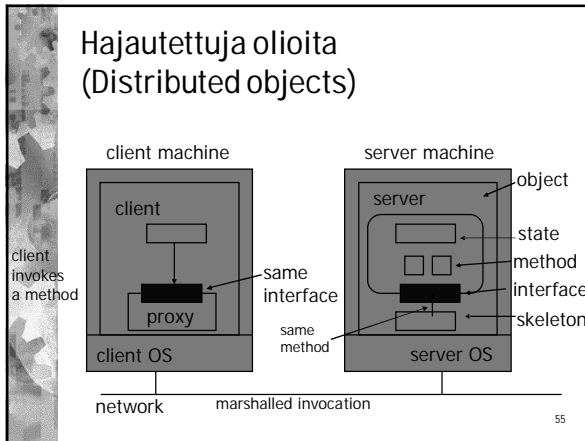 Hajautettuja olioita
(Distributed objects)
client machine
server machine
object
client
server
state
client
invokes
a method
same
interface
method
interface
proxy
same
method
skeleton
client OS
server OS
network
marshalled invocation
55